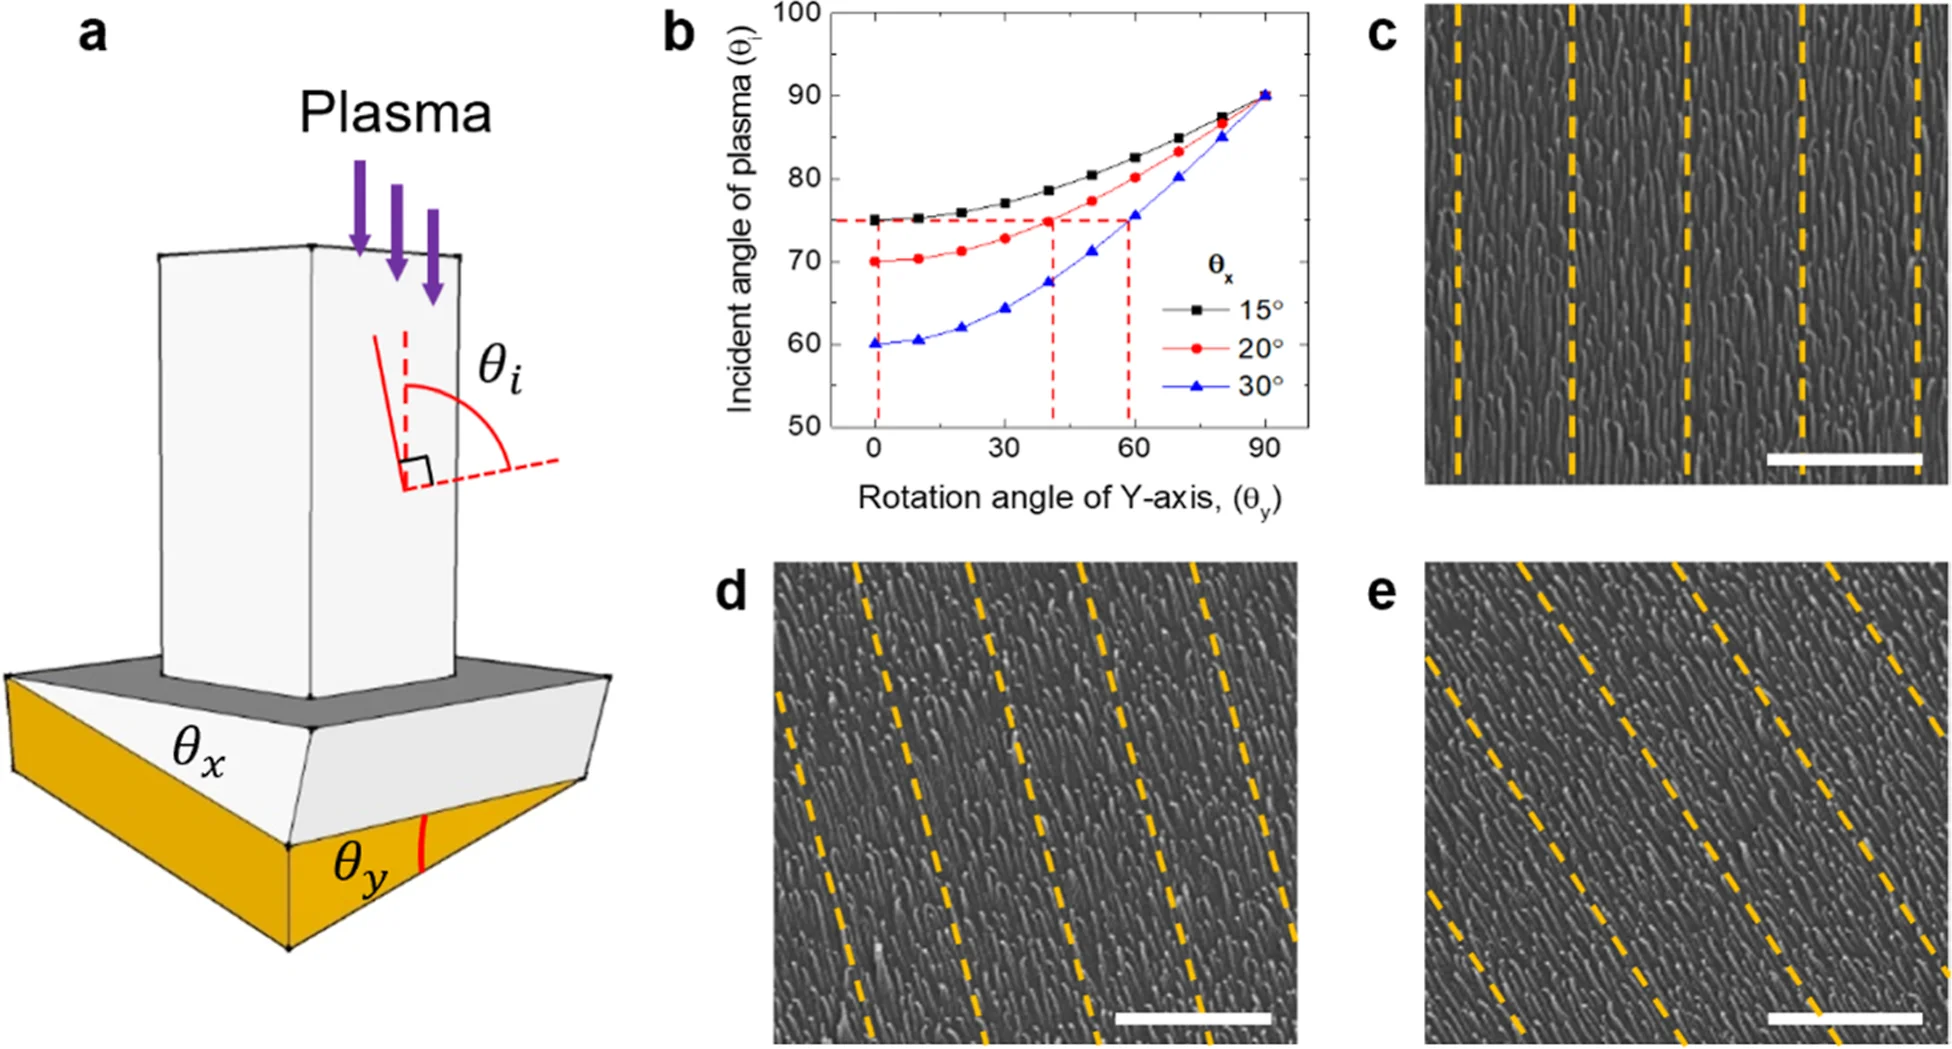 a
Plasma
θi
θx
θy
b
Incident angle of plasma (θi)
100
90
80
70
60
50
0 30 60 90
Rotation angle of Y-axis, (θy)
θx
15°
20°
30°
c
d
e